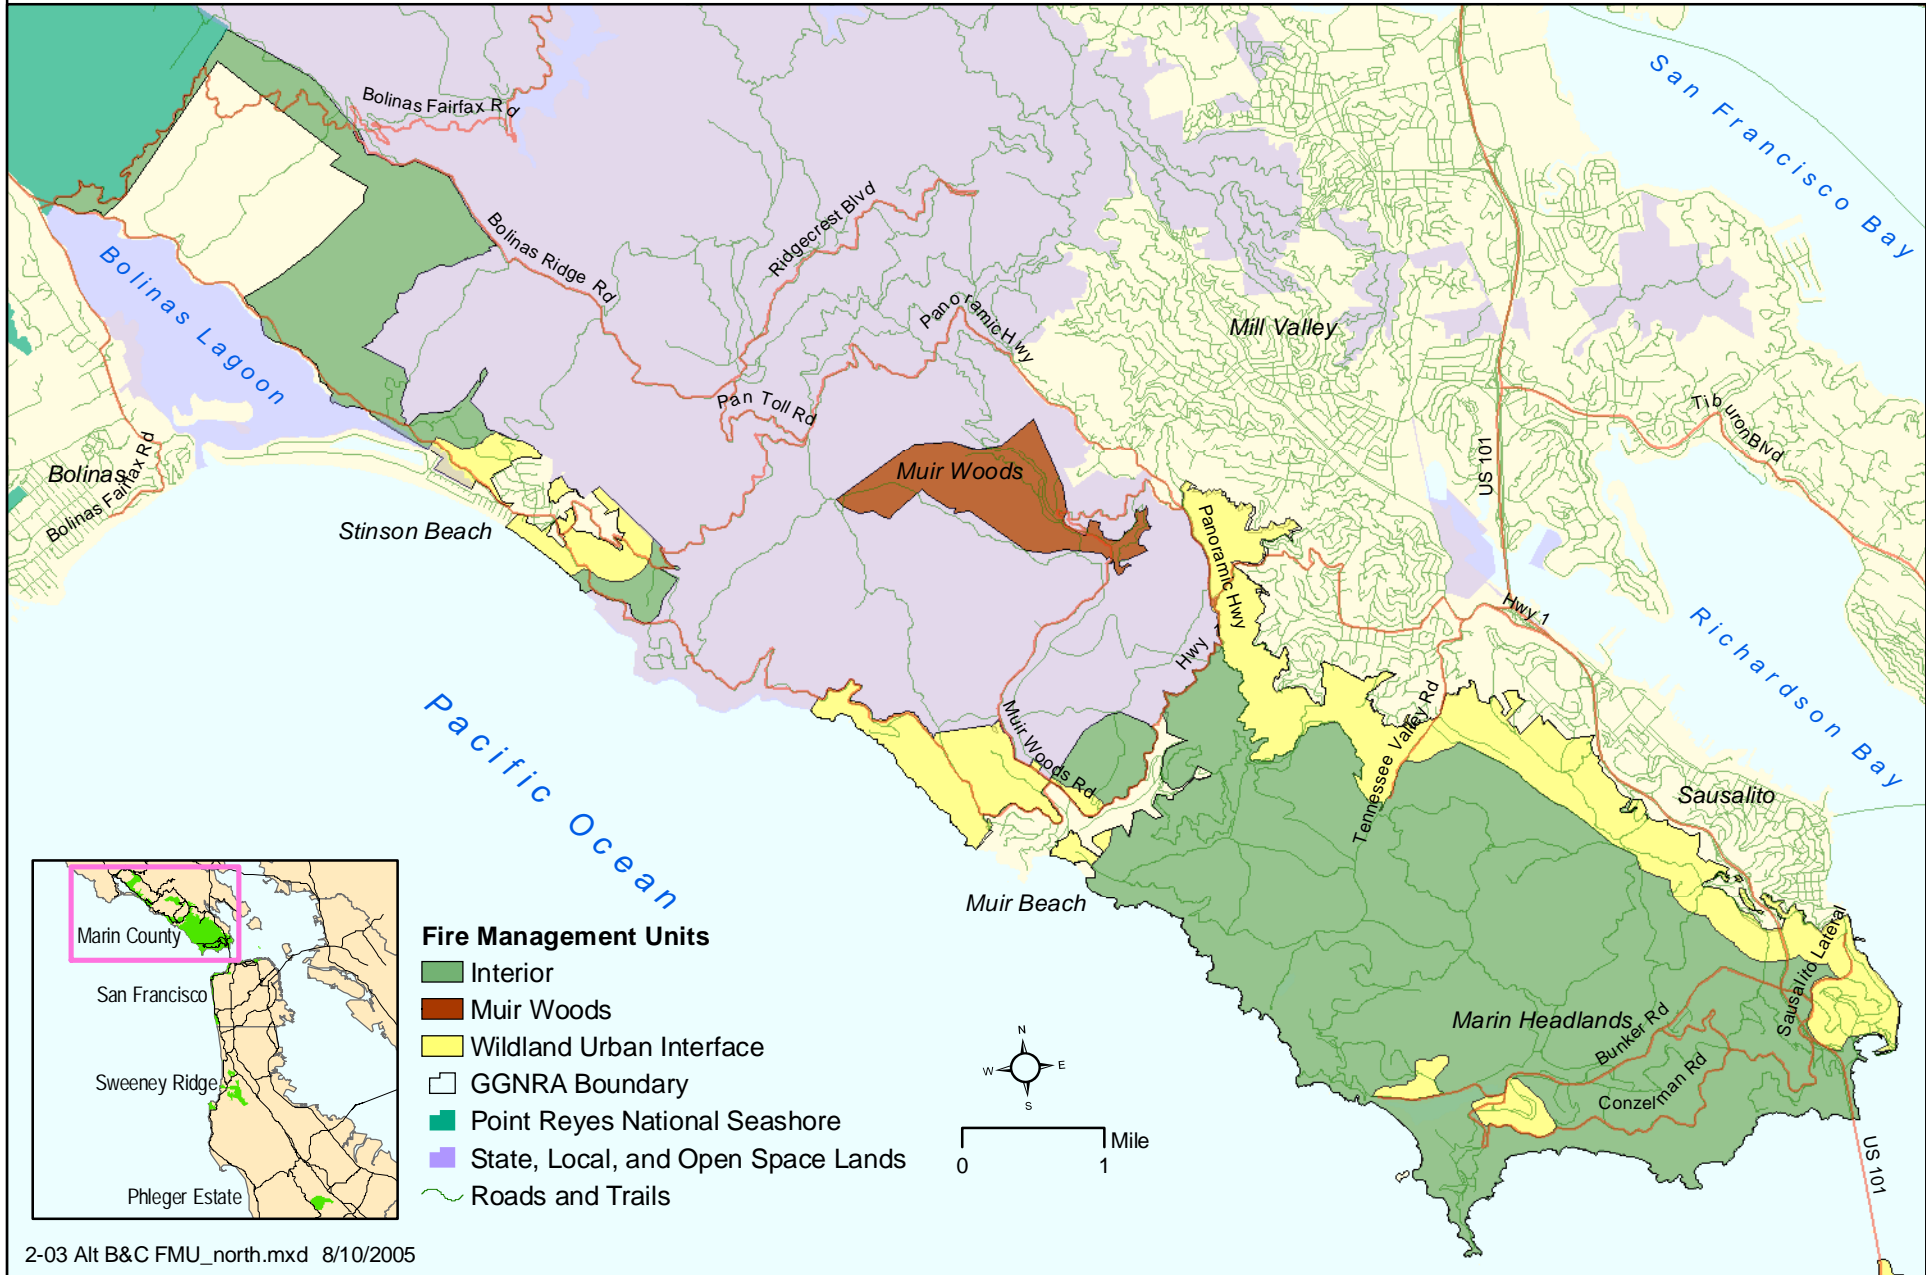 San Francisco Bay
Bolinas Fairfax Rd
Ridgecrest Blvd
Bolinas Ridge Rd
Bolinas Lagoon
Panoramic Hwy
Mill Valley
Pan Toll Rd
Tiburon Blvd
US 101
Bolinas
Bolinas Fairfax Rd
Muir Woods
Stinson Beach
Panoramic Hwy
Hwy 1
Hwy 1
Richardson Bay
Pacific Ocean
Muir Woods Rd
Tennessee Valley Rd
Sausalito
Muir Beach
Sausalito Lateral
Marin Headlands
Bunker Rd
Conzelman Rd
US 101
Marin County
San Francisco
Sweeney Ridge
Phleger Estate
Fire Management Units
Interior
Muir Woods
Wildland Urban Interface
GGNRA Boundary
Point Reyes National Seashore
State, Local, and Open Space Lands
Roads and Trails
N
W E
S
Mile
0 1
2-03 Alt B&C FMU_north.mxd 8/10/2005